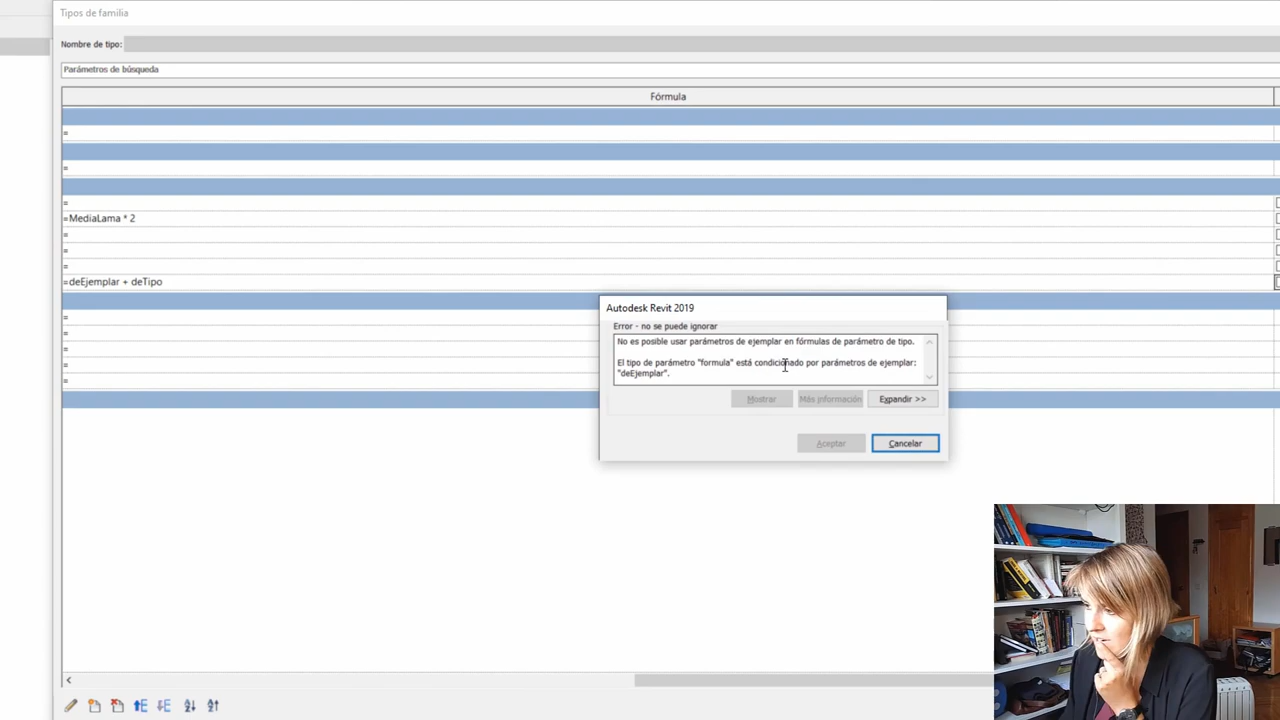 Tipos de familia
Nombre de tipo:
Parámetros de búsqueda
Fórmula
=
=
=
=MediaLama * 2
=
=
=
=deEjemplar + deTipo
=
=
=
=
=
Autodesk Revit 2019
Error - no se puede ignorar
No es posible usar parámetros de ejemplar en fórmulas de parámetro de tipo.
El tipo de parámetro "formula" está condicionado por parámetros de ejemplar:
"deEjemplar".
Mostrar
Más información
Expandir >>
Aceptar
Cancelar